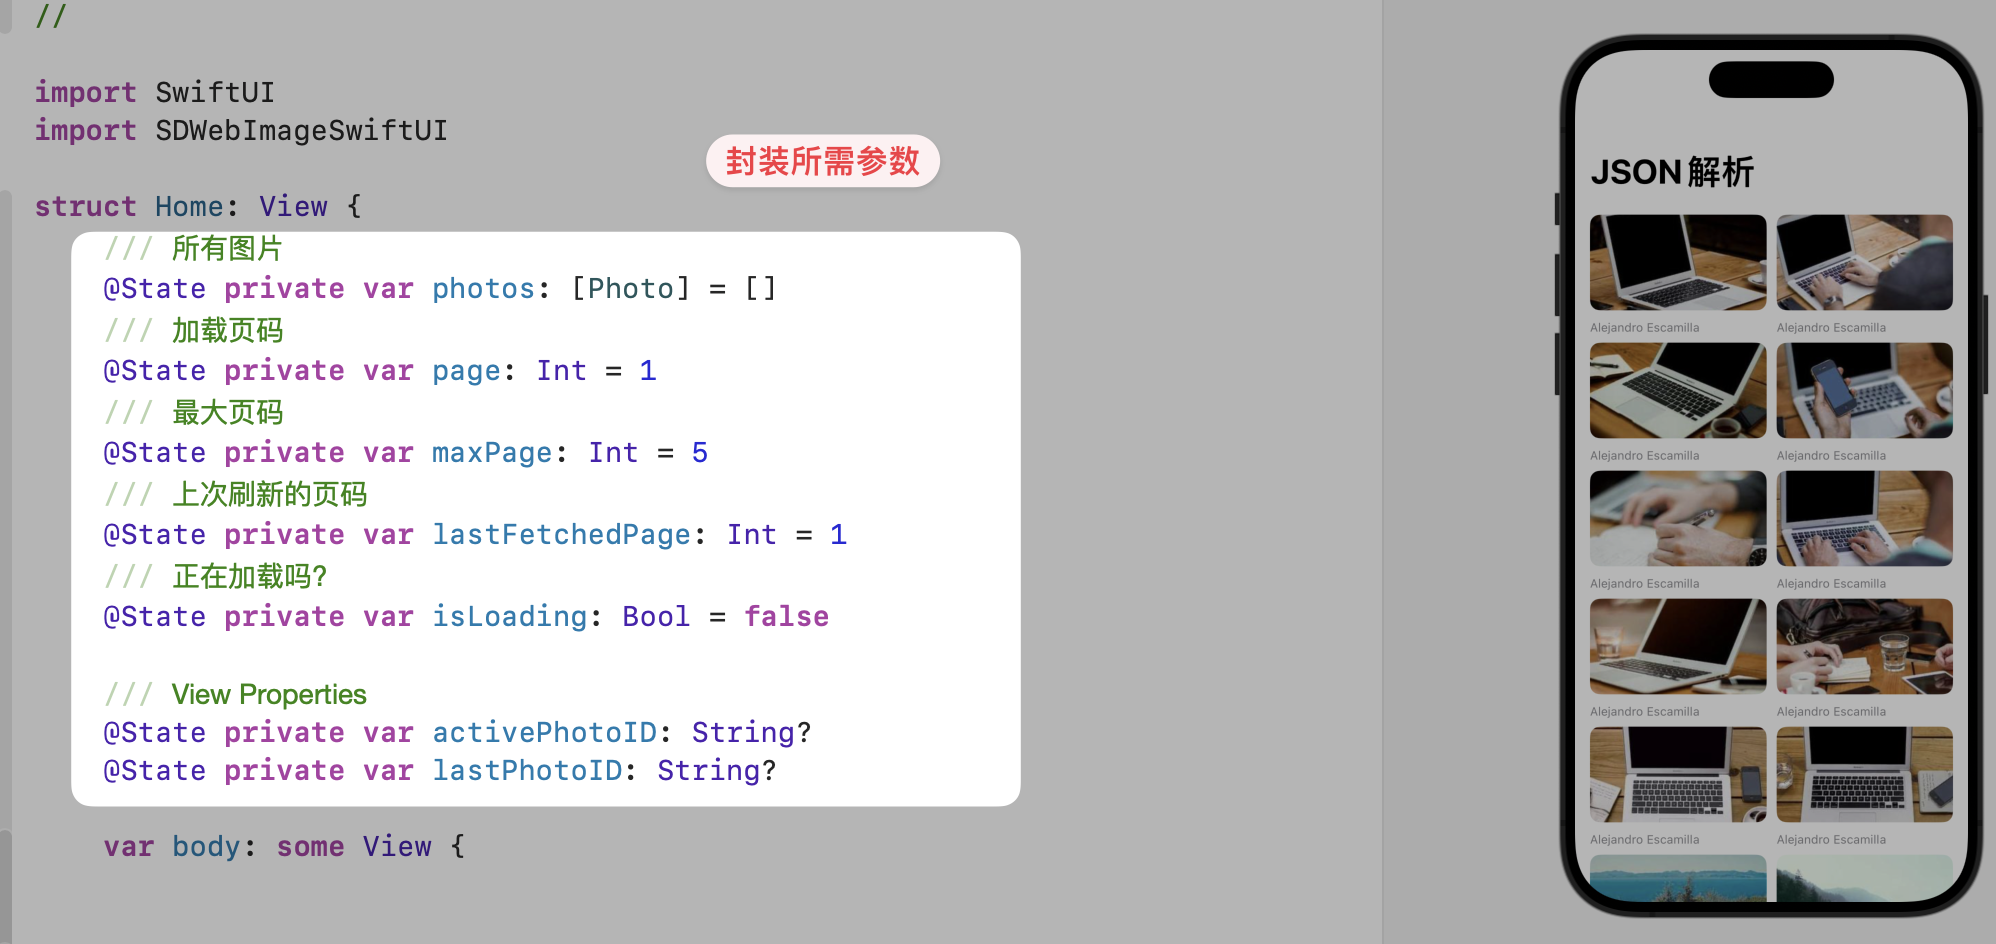 //
import SwiftUI
import SDWebImageSwiftUI
封装所需参数
struct Home: View {
/// 所有图片
@State private var photos: [Photo] = []
/// 加载页码
@State private var page: Int = 1
/// 最大页码
@State private var maxPage: Int = 5
/// 上次刷新的页码
@State private var lastFetchedPage: Int = 1
/// 正在加载吗?
@State private var isLoading: Bool = false
/// View Properties
@State private var activePhotoID: String?
@State private var lastPhotoID: String?
var body: some View {
JSON 解析
Alejandro Escamilla
Alejandro Escamilla
Alejandro Escamilla
Alejandro Escamilla
Alejandro Escamilla
Alejandro Escamilla
Alejandro Escamilla
Alejandro Escamilla
Alejandro Escamilla
Alejandro Escamilla